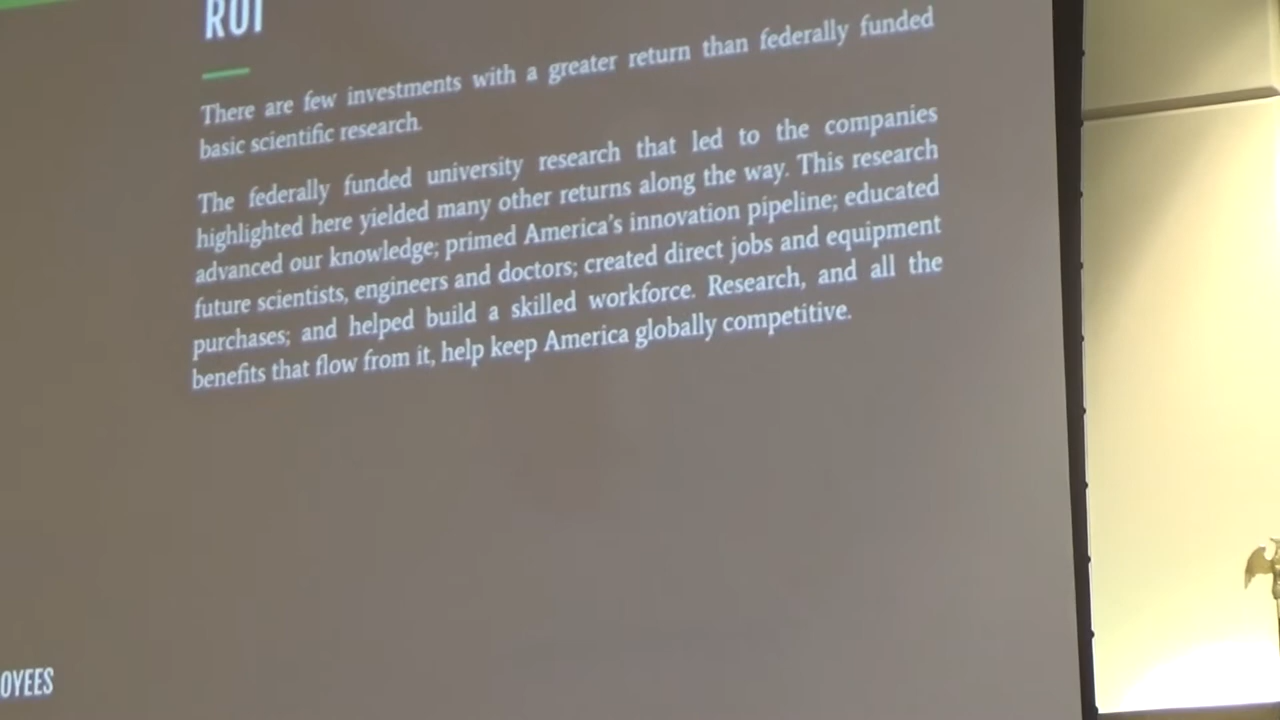 ROI
There are few investments with a greater return than federally funded
basic scientific research.
The federally funded university research that led to the companies
highlighted here yielded many other returns along the way. This research
advanced our knowledge; primed America's innovation pipeline; educated
future scientists, engineers and doctors; created direct jobs and equipment
purchases; and helped build a skilled workforce. Research, and all the
benefits that flow from it, help keep America globally competitive.
OYEES